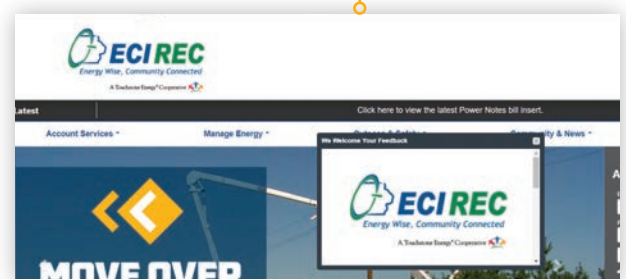 ECIREC
Energy Wise, Community Connected
A Touchstone Energy® Cooperative
Latest
Click here to view the latest Power Notes bill insert.
Account Services
Manage Energy
Outages & Safety
Community & News
We Welcome Your Feedback
ECIREC
Energy Wise, Community Connected
A Touchstone Energy® Cooperative
A
MOVE OVER